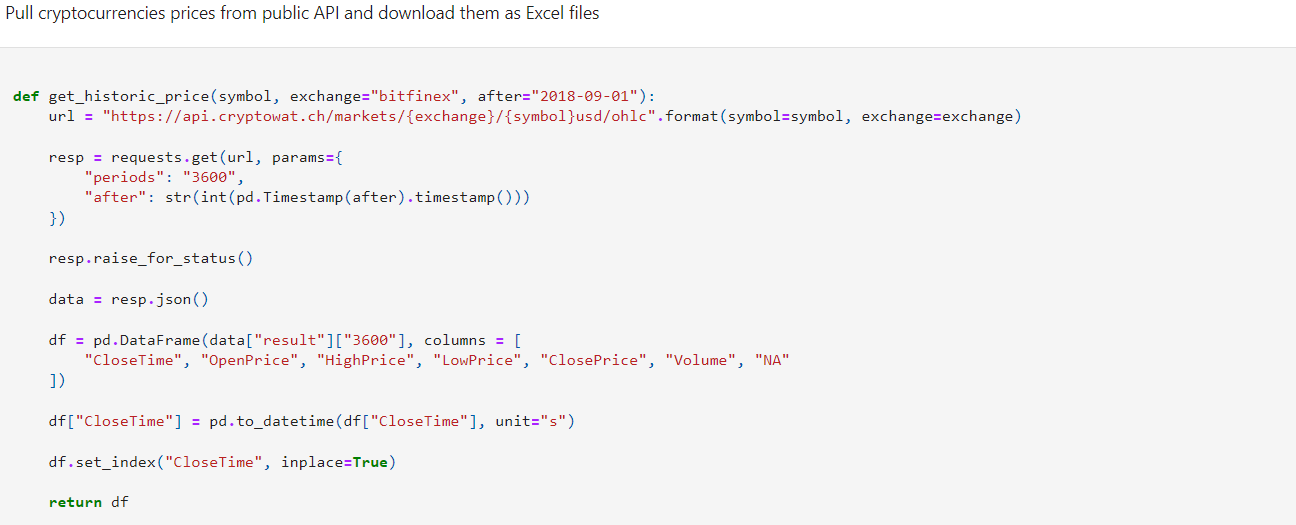 Pull cryptocurrencies prices from public API and download them as Excel files
def get_historic_price(symbol, exchange="bitfinex", after="2018-09-01"):
    url = "https://api.cryptowat.ch/markets/{exchange}/{symbol}usd/ohlc".format(symbol=symbol, exchange=exchange)
    resp = requests.get(url, params={
        "periods": "3600",
        "after": str(int(pd.Timestamp(after).timestamp()))
    })
    resp.raise_for_status()
    data = resp.json()
    df = pd.DataFrame(data["result"]["3600"], columns = [
        "CloseTime", "OpenPrice", "HighPrice", "LowPrice", "ClosePrice", "Volume", "NA"
    ])
    df["CloseTime"] = pd.to_datetime(df["CloseTime"], unit="s")
    df.set_index("CloseTime", inplace=True)
    return df